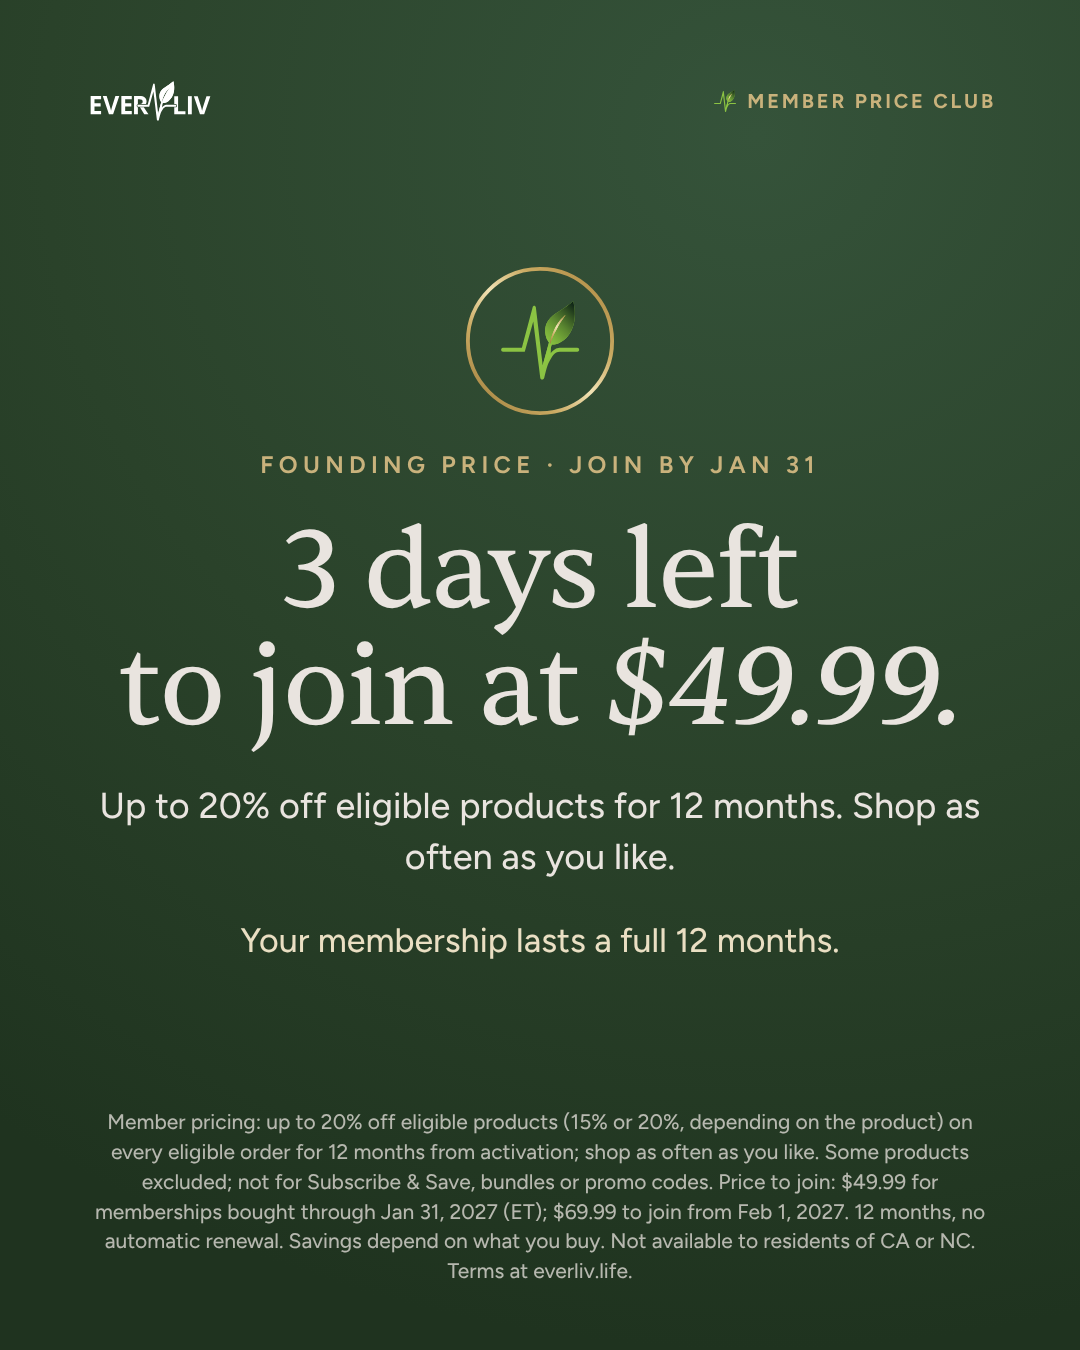 EVERLIV
MEMBER PRICE CLUB
FOUNDING PRICE · JOIN BY JAN 31
3 days left
to join at $49.99.
Up to 20% off eligible products for 12 months. Shop as
often as you like.
Your membership lasts a full 12 months.
Member pricing: up to 20% off eligible products (15% or 20%, depending on the product) on
every eligible order for 12 months from activation; shop as often as you like. Some products
excluded; not for Subscribe & Save, bundles or promo codes. Price to join: $49.99 for
memberships bought through Jan 31, 2027 (ET); $69.99 to join from Feb 1, 2027. 12 months, no
automatic renewal. Savings depend on what you buy. Not available to residents of CA or NC.
Terms at everliv.life.